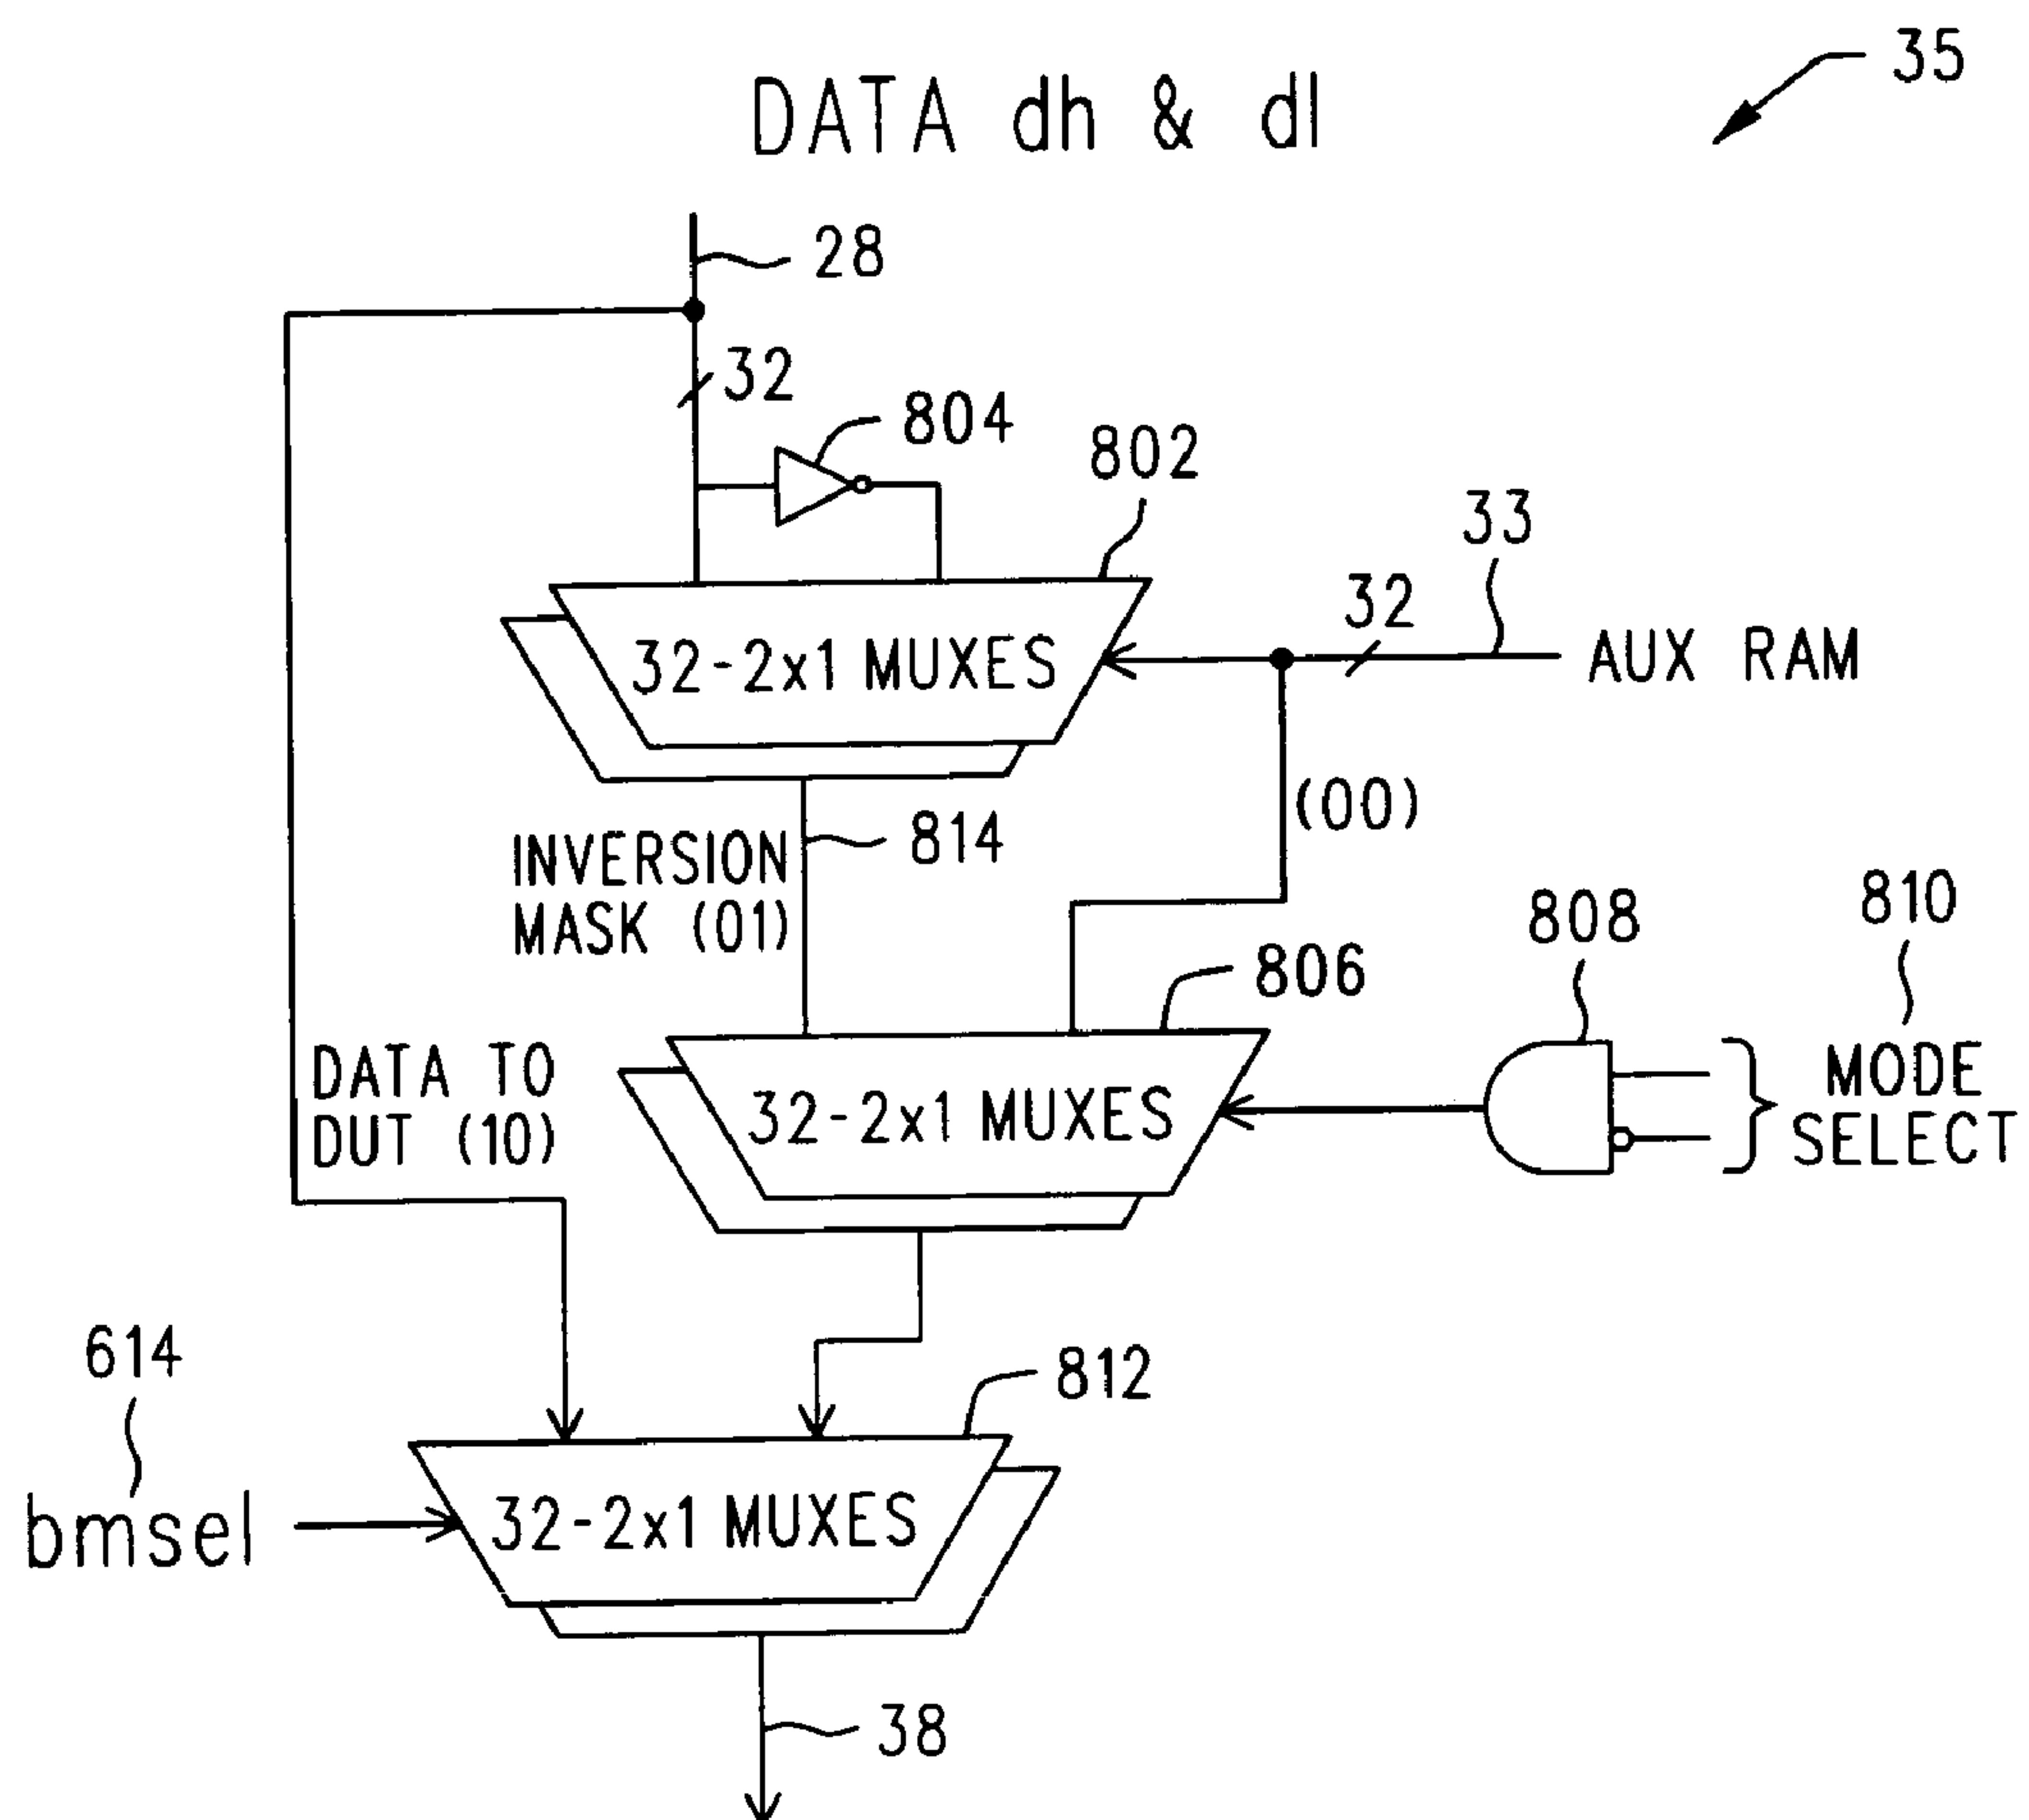 35
DATA dh & dl
28
32
804
802
33
32
32-2x1 MUXES
AUX RAM
(00)
814
INVERSION
MASK (01)
810
808
806
DATA TO
DUT (10)
MODE
SELECT
32-2x1 MUXES
614
812
bmsel
32-2x1 MUXES
38